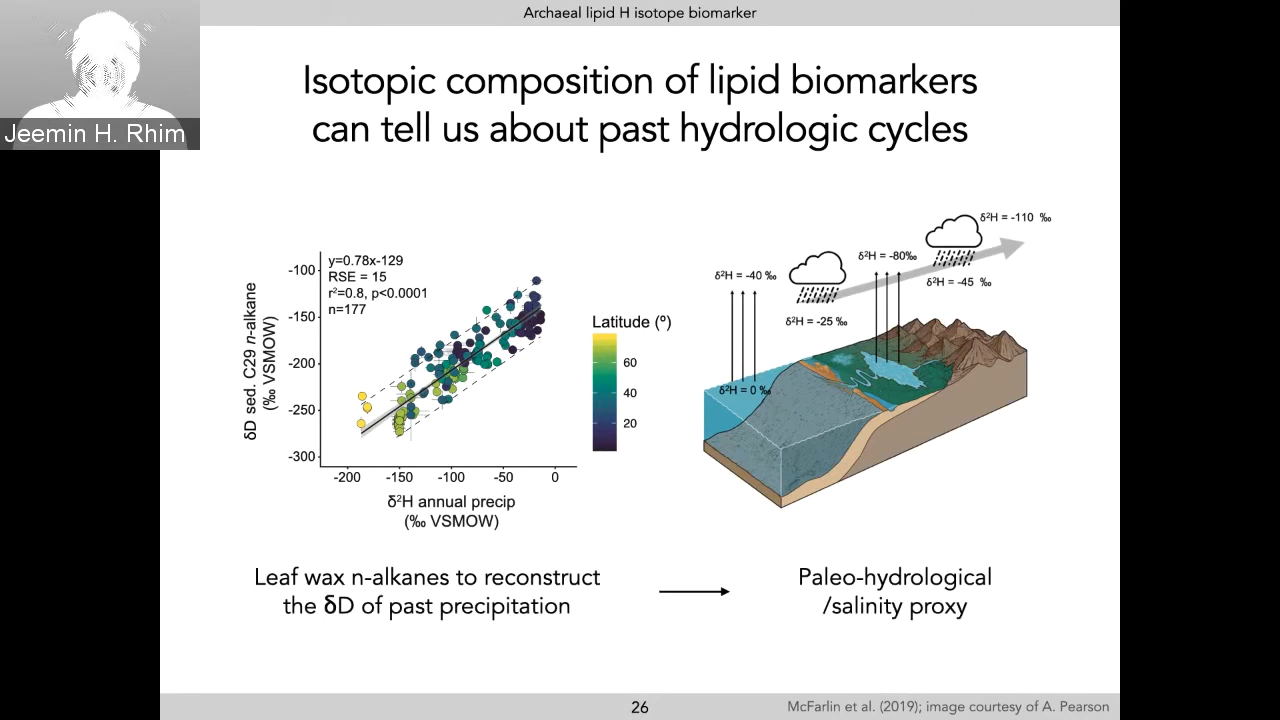 Archaeal lipid H isotope biomarker
Jeemin H. Rhim
Isotopic composition of lipid biomarkers
can tell us about past hydrologic cycles
y=0.78x-129
RSE = 15
r²=0.8, p<0.0001
n=177
-100
-150
-200
-250
-300
δD sed. C29 n-alkane
(‰ VSMOW)
-200
-150
-100
-50
0
δ²H annual precip
(‰ VSMOW)
Latitude (º)
60
40
20
δ²H = -110 ‰
δ²H = -80‰
δ²H = -40 ‰
δ²H = -45 ‰
δ²H = -25 ‰
δ²H = 0 ‰
Leaf wax n-alkanes to reconstruct
the δD of past precipitation
Paleo-hydrological
/salinity proxy
26
McFarlin et al. (2019); image courtesy of A. Pearson